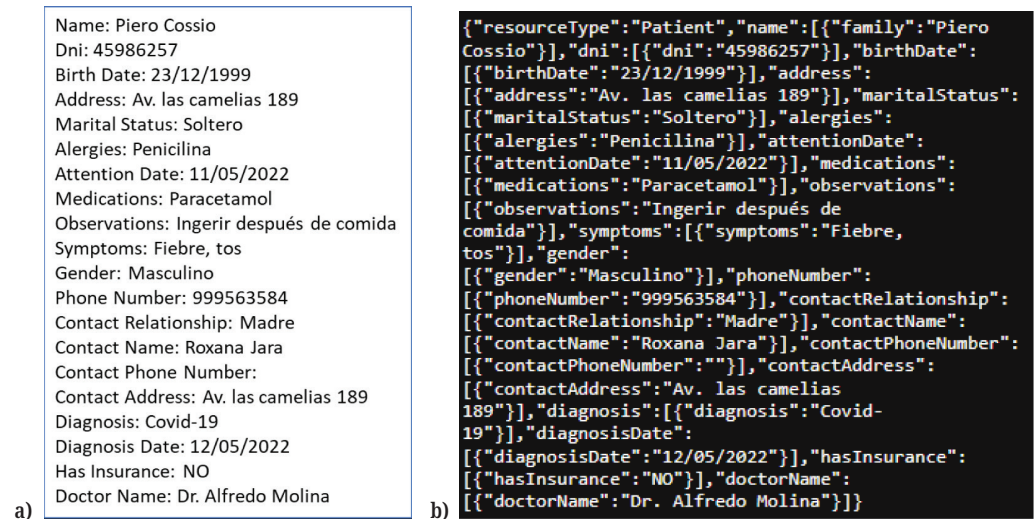 Name: Piero Cossio
Dni: 45986257
Birth Date: 23/12/1999
Address: Av. las camelias 189
Marital Status: Soltero
Alergies: Penicilina
Attention Date: 11/05/2022
Medications: Paracetamol
Observations: Ingerir después de comida
Symptoms: Fiebre, tos
Gender: Masculino
Phone Number: 999563584
Contact Relationship: Madre
Contact Name: Roxana Jara
Contact Phone Number:
Contact Address: Av. las camelias 189
Diagnosis: Covid-19
Diagnosis Date: 12/05/2022
Has Insurance: NO
Doctor Name: Dr. Alfredo Molina
a)
{"resourceType":"Patient","name":[{"family":"Piero
Cossio"}],"dni":[{"dni":"45986257"}],"birthDate":
[{"birthDate":"23/12/1999"}],"address":
[{"address":"Av. las camelias 189"}],"maritalStatus":
[{"maritalStatus":"Soltero"}],"alergies":
[{"alergies":"Penicilina"}],"attentionDate":
[{"attentionDate":"11/05/2022"}],"medications":
[{"medications":"Paracetamol"}],"observations":
[{"observations":"Ingerir después de
comida"}],"symptoms":[{"symptoms":"Fiebre,
tos"}],"gender":
[{"gender":"Masculino"}],"phoneNumber":
[{"phoneNumber":"999563584"}],"contactRelationship":
[{"contactRelationship":"Madre"}],"contactName":
[{"contactName":"Roxana Jara"}],"contactPhoneNumber":
[{"contactPhoneNumber":""}],"contactAddress":
[{"contactAddress":"Av. las camelias
189"}],"diagnosis":[{"diagnosis":"Covid-
19"}],"diagnosisDate":
[{"diagnosisDate":"12/05/2022"}],"hasInsurance":
[{"hasInsurance":"NO"}],"doctorName":
[{"doctorName":"Dr. Alfredo Molina"}]}
b)